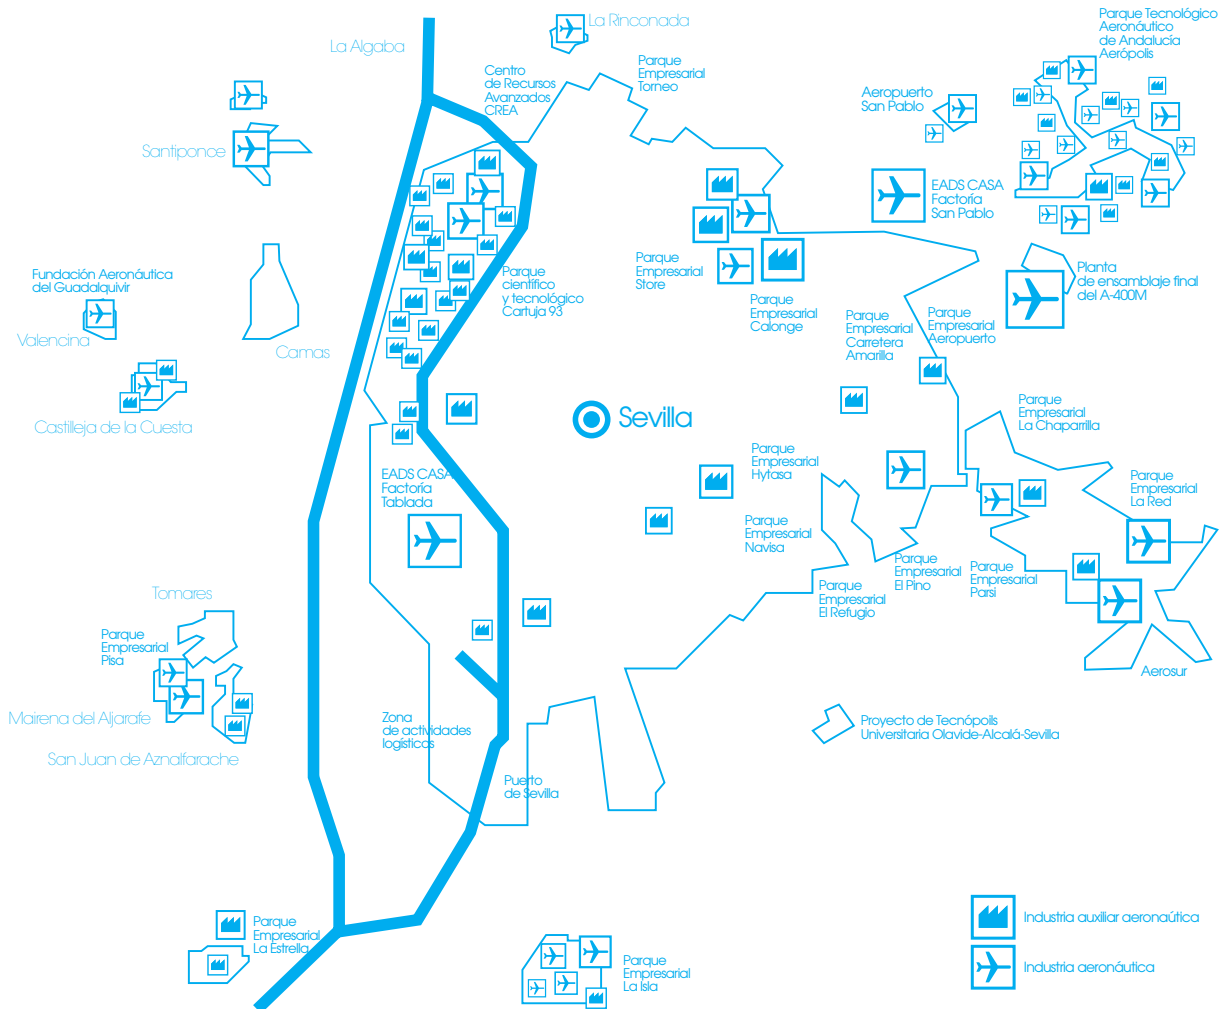 La Rinconada
La Algaba
Parque Tecnológico
Aeronáutico
de Andalucía
Aerópolis
Centro
de Recursos
Avanzados
CREA
Parque
Empresarial
Torneo
Aeropuerto
San Pablo
Santiponce
EADS CASA
Factoría
San Pablo
Fundación Aeronáutica
del Guadalquivir
Valencina
Camas
Parque
científico
y tecnológico
Cartuja 93
Parque
Empresarial
Store
Parque
Empresarial
Calonge
Planta
de ensamblaje final
del A-400M
Parque
Empresarial
Carretera
Amarilla
Parque
Empresarial
Aeropuerto
Castilleja de la Cuesta
Sevilla
Parque
Empresarial
La Chaparrilla
EADS CASA
Factoría
Tablada
Parque
Empresarial
Hytasa
Parque
Empresarial
La Red
Parque
Empresarial
Navisa
Parque
Empresarial
El Refugio
Parque
Empresarial
El Pino
Parque
Empresarial
Parsi
Tomares
Parque
Empresarial
Pisa
Mairena del Aljarafe
San Juan de Aznalfarache
Aerosur
Zona
de actividades
logísticas
Puerto
de Sevilla
Proyecto de Tecnópoils
Universitaria Olavide-Alcalá-Sevilla
Parque
Empresarial
La Estrella
Parque
Empresarial
La Isla
Industria auxiliar aeronaútica
Industria aeronáutica